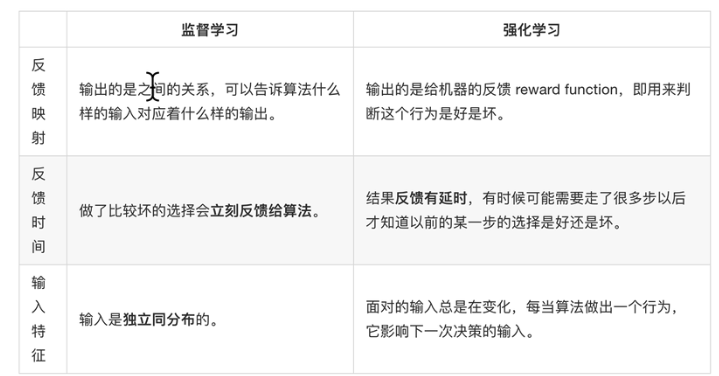 监督学习
强化学习
反馈映射
输出的是之间的关系，可以告诉算法什么
样的输入对应着什么样的输出。
输出的是给机器的反馈 reward function，即用来判
断这个行为是好是坏。
反馈时间
做了比较坏的选择会立刻反馈给算法。
结果反馈有延时，有时候可能需要走了很多步以后
才知道以前的某一步的选择是好还是坏。
输入特征
输入是独立同分布的。
面对的输入总是在变化，每当算法做出一个行为，
它影响下一次决策的输入。